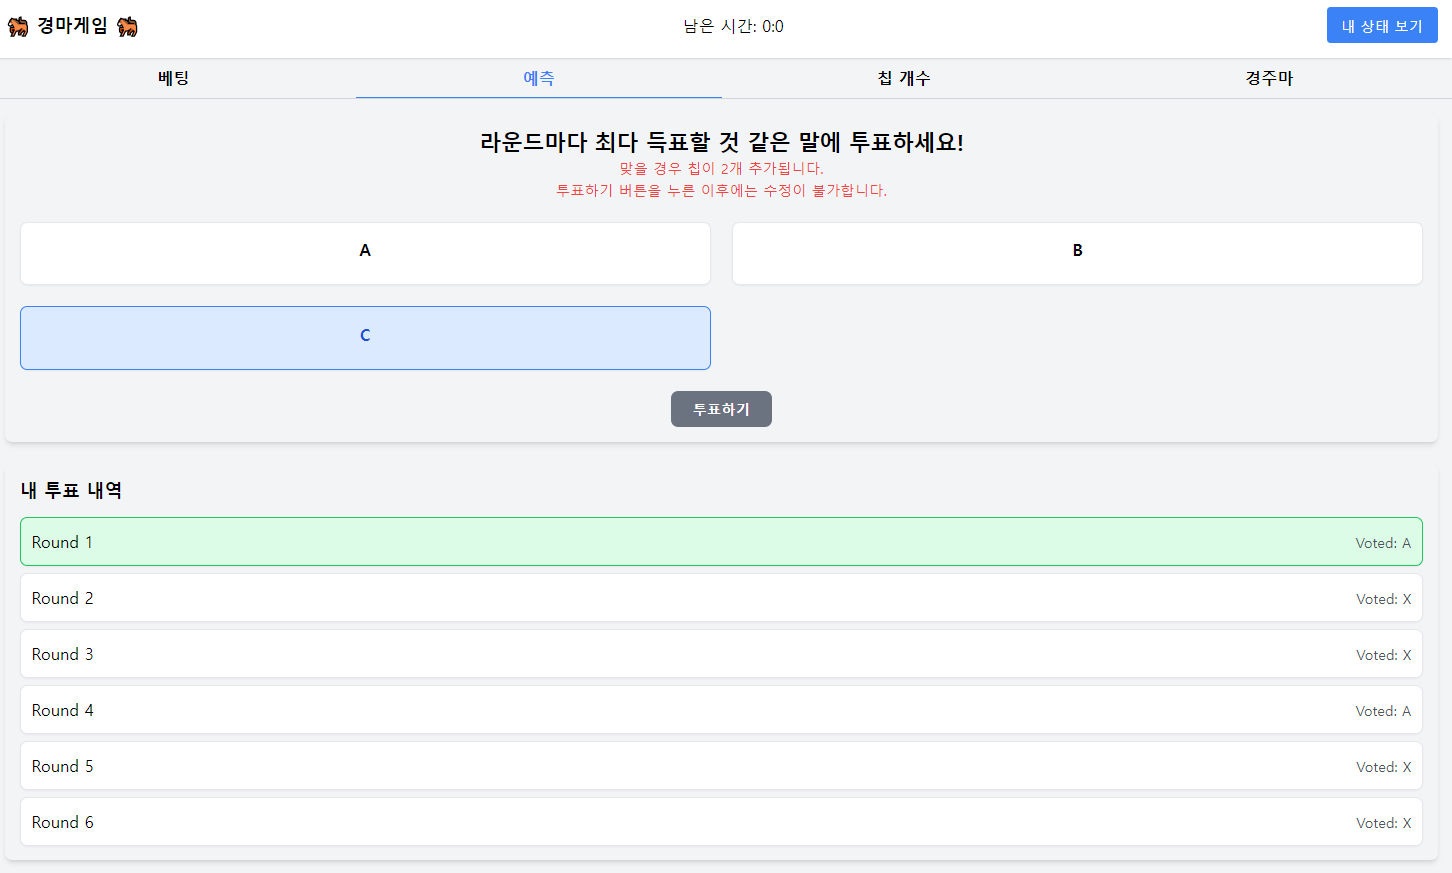 경마게임
남은 시간: 0:0
내 상태 보기
베팅
예측
칩 개수
경주마
라운드마다 최다 득표할 것 같은 말에 투표하세요!
맞을 경우 칩이 2개 추가됩니다.
투표하기 버튼을 누른 이후에는 수정이 불가합니다.
A
B
C
투표하기
내 투표 내역
Round 1 Voted: A
Round 2 Voted: X
Round 3 Voted: X
Round 4 Voted: A
Round 5 Voted: X
Round 6 Voted: X